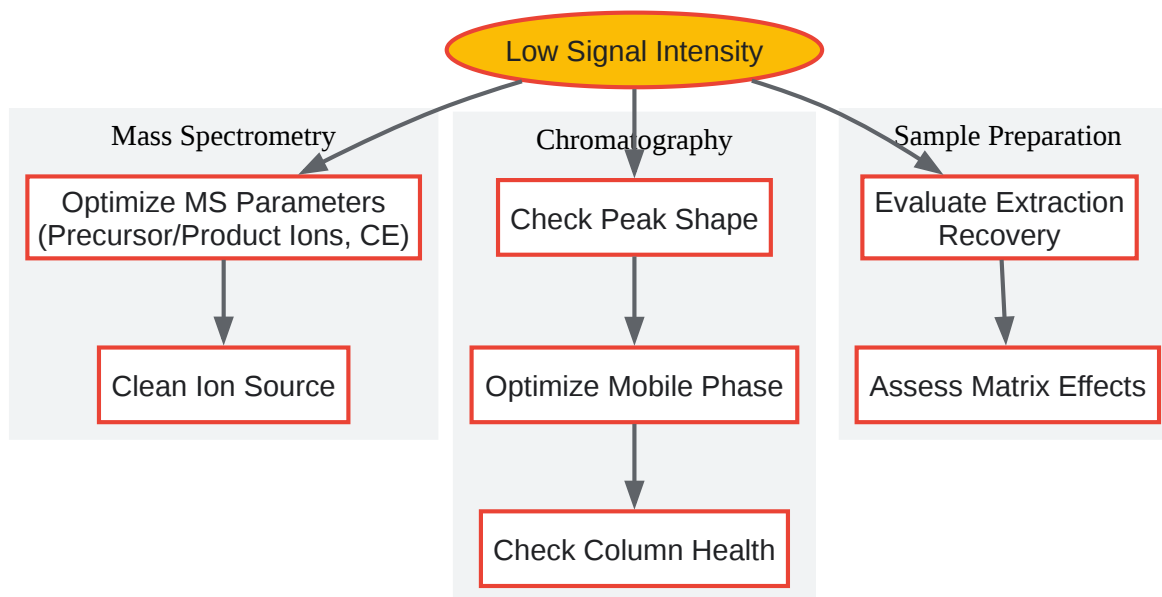 Low Signal Intensity
Mass Spectrometry
Optimize MS Parameters
(Precursor/Product Ions, CE)
Clean Ion Source
Chromatography
Check Peak Shape
Optimize Mobile Phase
Check Column Health
Sample Preparation
Evaluate Extraction
Recovery
Assess Matrix Effects